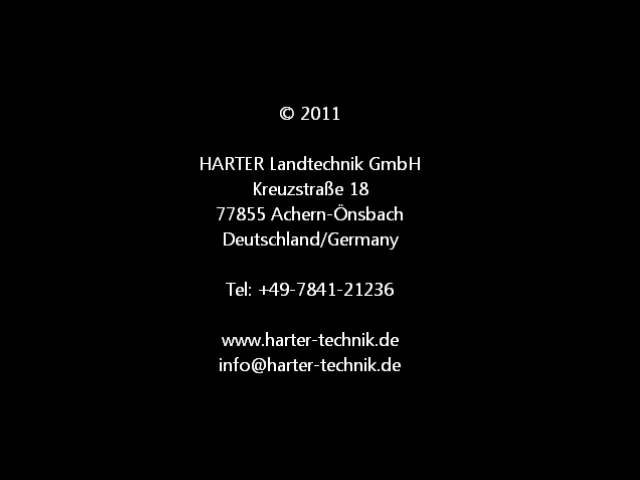 © 2011
HARTER Landtechnik GmbH
Kreuzstraße 18
77855 Achern-Önsbach
Deutschland/Germany
Tel: +49-7841-21236
www.harter-technik.de
info@harter-technik.de